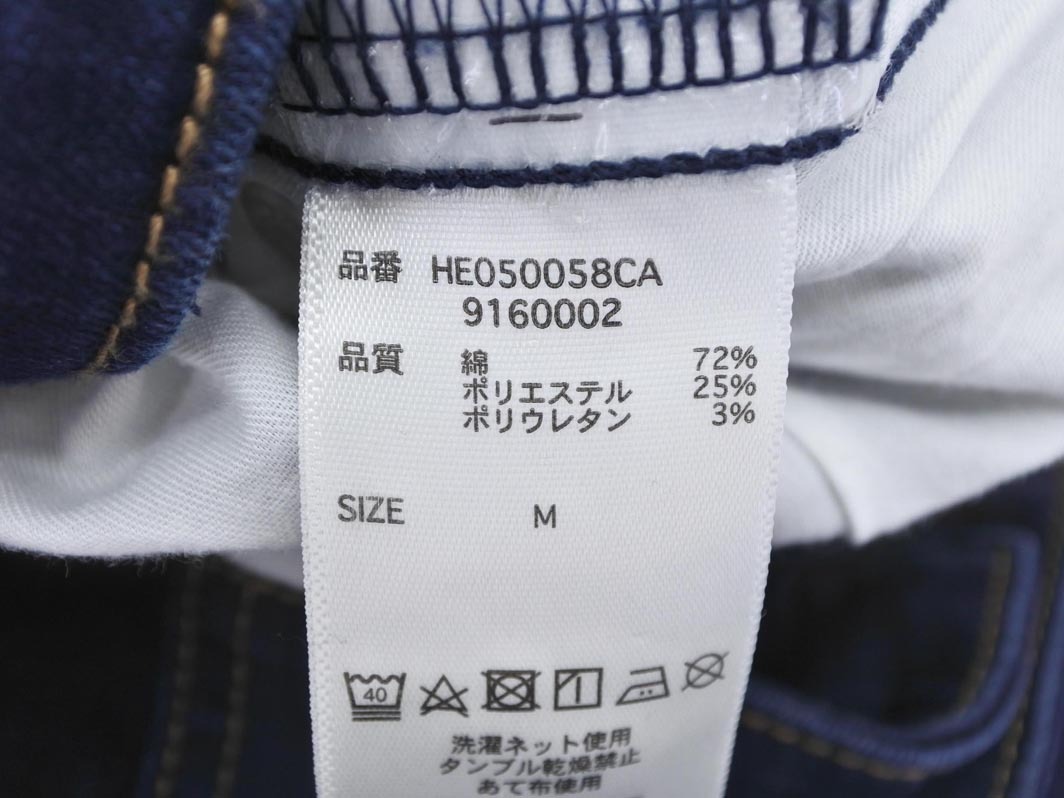 品番 HE050058CA
9160002
品質 綿 72%
ポリエステル 25%
ポリウレタン 3%
SIZE M
40
洗濯ネット使用
タンブル乾燥禁止
あて布使用